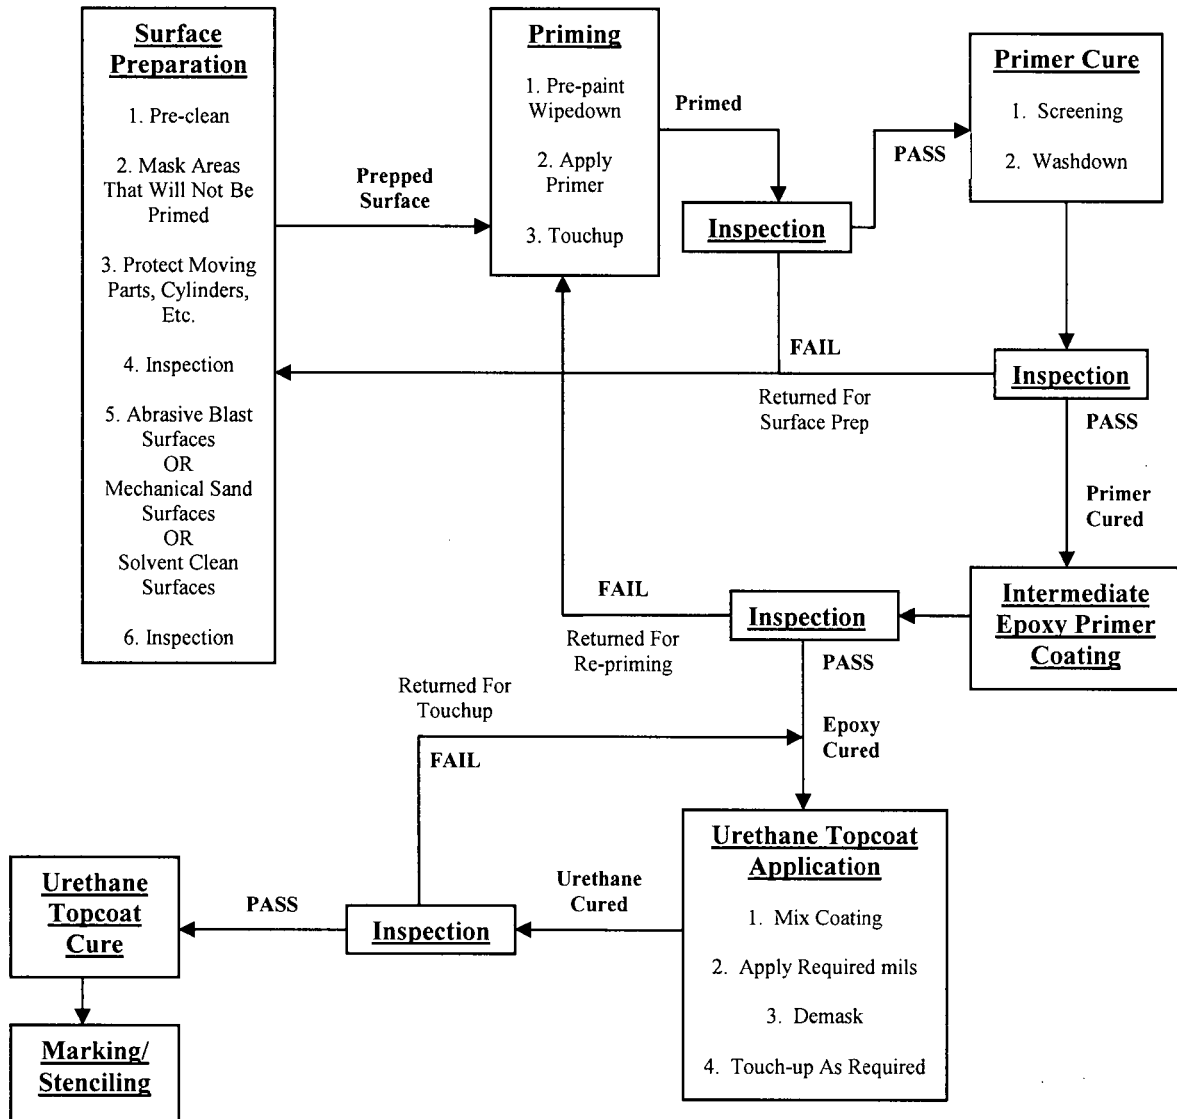 Surface
Preparation
1. Pre-clean
2. Mask Areas
That Will Not Be
Primed
3. Protect Moving
Parts, Cylinders,
Etc.
4. Inspection
5. Abrasive Blast
Surfaces
OR
Mechanical Sand
Surfaces
OR
Solvent Clean
Surfaces
6. Inspection
Prepped
Surface
Priming
1. Pre-paint
Wipedown
2. Apply
Primer
3. Touchup
Primed
Inspection
PASS
FAIL
Primer Cure
1. Screening
2. Washdown
Inspection
Returned For
Surface Prep
PASS
Primer
Cured
Intermediate
Epoxy Primer
Coating
Inspection
FAIL
Returned For
Re-priming
PASS
Epoxy
Cured
Returned For
Touchup
FAIL
Urethane Topcoat
Application
1. Mix Coating
2. Apply Required mils
3. Demask
4. Touch-up As Required
Urethane
Cured
Inspection
PASS
Urethane
Topcoat
Cure
Marking/
Stenciling